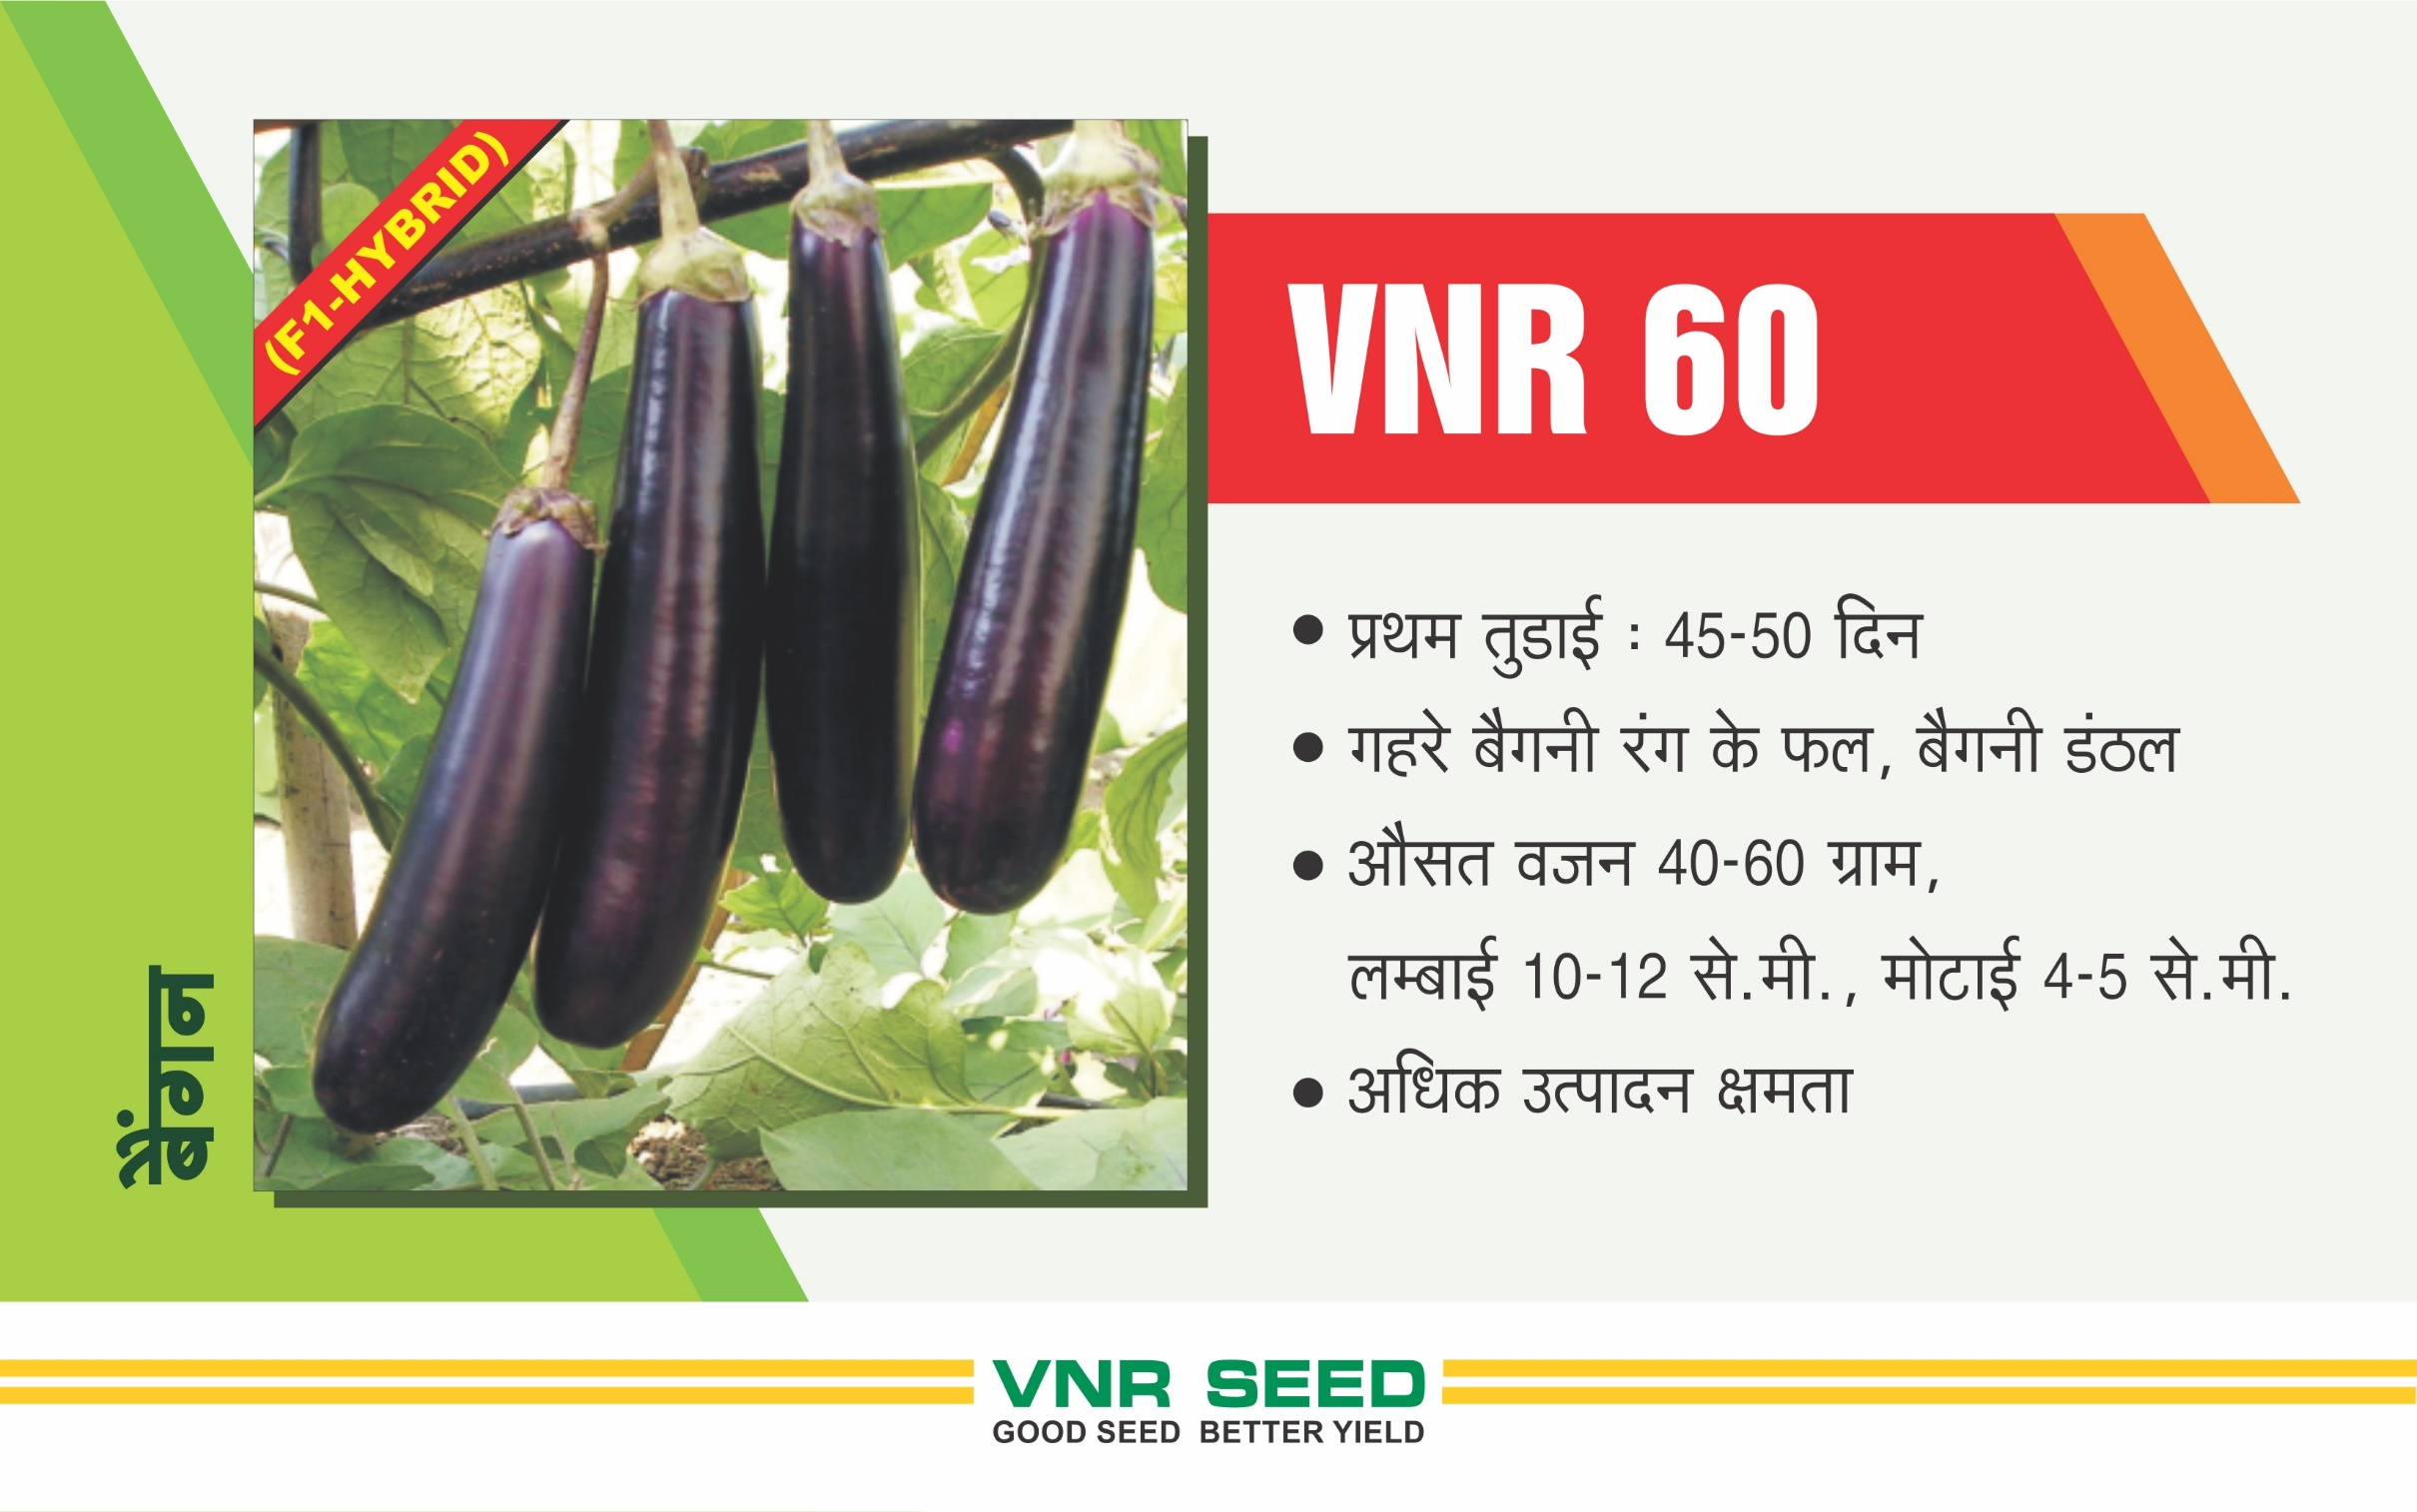 (F1-HYBRID)
VNR 60
● प्रथम तुडाई : 45-50 दिन
● गहरे बैगनी रंग के फल, बैगनी डंठल
● औसत वजन 40-60 ग्राम,
लम्बाई 10-12 से.मी., मोटाई 4-5 से.मी.
● अधिक उत्पादन क्षमता
बैंगन
VNR SEED
GOOD SEED BETTER YIELD